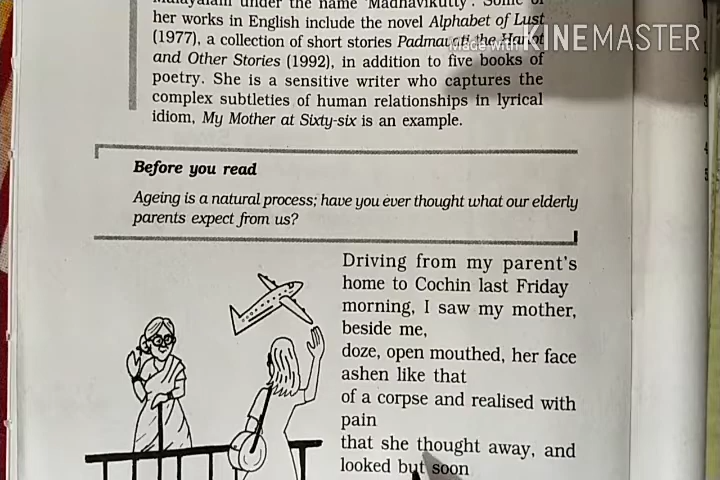 Malayalam under the name 'Madhavikutty'. Some of
her works in English include the novel Alphabet of Lust
(1977), a collection of short stories the Harlot
and Other Stories (1992), in addition to five books of
poetry. She is a sensitive writer who captures the
complex subtleties of human relationships in lyrical
idiom, My Mother at Sixty-six is an example.
Made with KINEMASTER
Before you read
Ageing is a natural process; have you ever thought what our elderly
parents expect from us?
Driving from my parent's
home to Cochin last Friday
morning, I saw my mother,
beside me,
doze, open mouthed, her face
ashen like that
of a corpse and realised with
pain
that she thought away, and
looked but soon